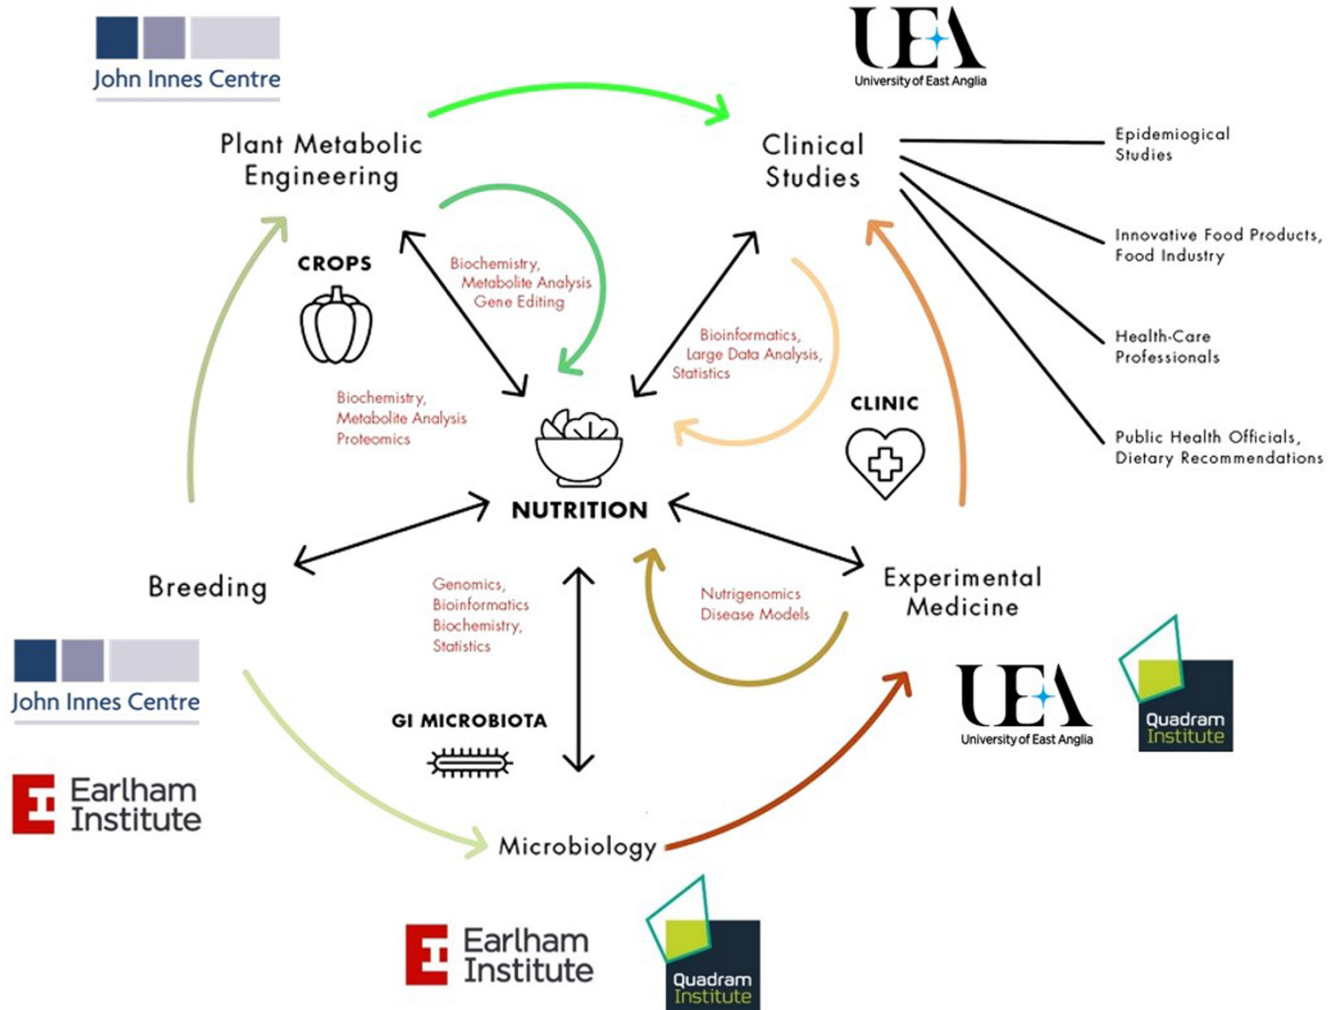 John Innes Centre
UEA
University of East Anglia
Plant Metabolic
Engineering
Clinical
Studies
Epidemiogical
Studies
Innovative Food Products,
Food Industry
Health-Care
Professionals
Public Health Officials,
Dietary Recommendations
CROPS
Biochemistry,
Metabolite Analysis
Gene Editing
Bioinformatics,
Large Data Analysis,
Statistics
Biochemistry,
Metabolite Analysis
Proteomics
CLINIC
NUTRITION
Breeding
Genomics,
Bioinformatics
Biochemistry,
Statistics
Nutrigenomics
Disease Models
Experimental
Medicine
John Innes Centre
Earlham
Institute
GI MICROBIOTA
UEA
University of East Anglia
Quadram
Institute
Microbiology
Earlham
Institute
Quadram
Institute